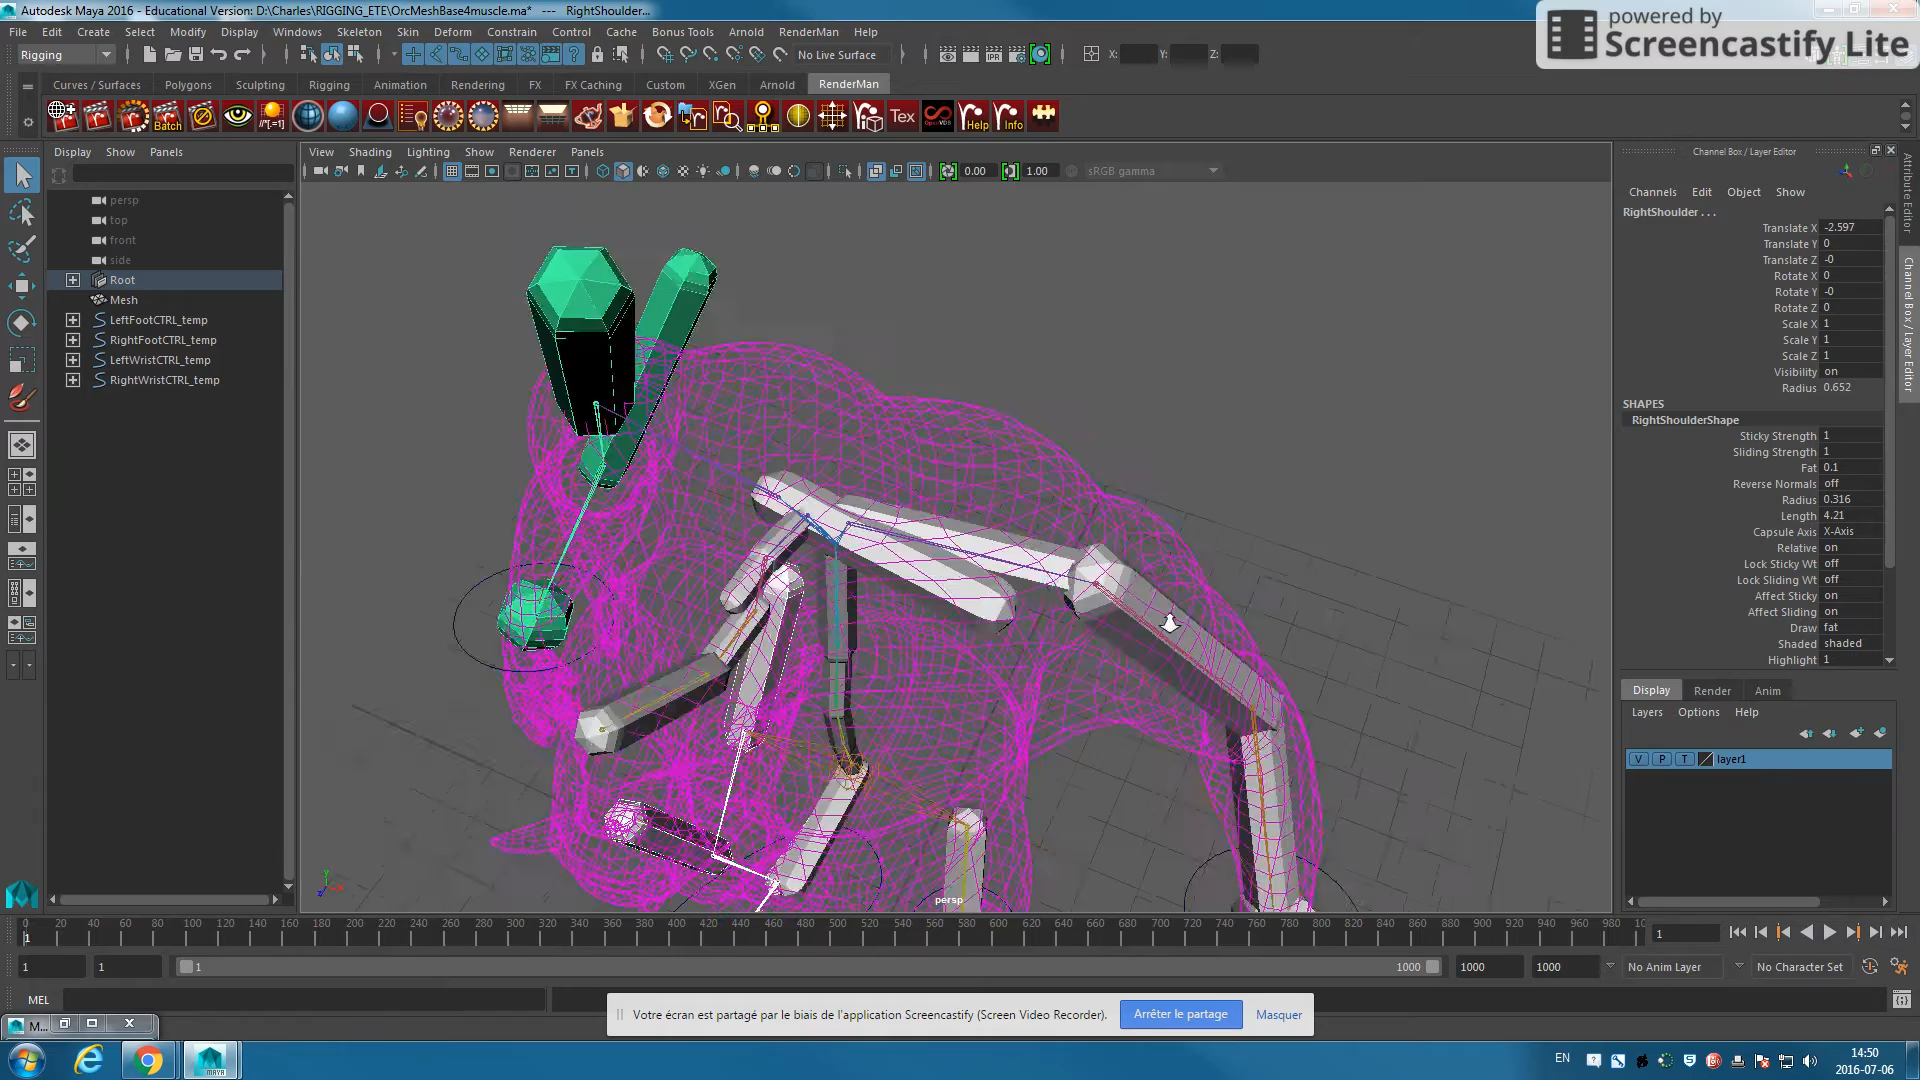 Autodesk Maya 2016 - Educational Version: D:\Charles\RIGGING_ETE\OrcMeshBase4muscle.ma* --- RightShoulder...
powered by
Screencastify Lite
File Edit Create Select Modify Display Windows Skeleton Skin Deform Constrain Control Cache Bonus Tools Arnold RenderMan Help
Rigging
No Live Surface
X: Y: Z:
Curves / Surfaces Polygons Sculpting Rigging Animation Rendering FX FX Caching Custom XGen Arnold RenderMan
Batch
Tex
Help
Info
Display Show Panels
View Shading Lighting Show Renderer Panels
0.00 1.00 sRGB gamma
persp
top
front
side
Root
Mesh
LeftFootCTRL_temp
RightFootCTRL_temp
LeftWristCTRL_temp
RightWristCTRL_temp
persp
Channel Box / Layer Editor
Channels Edit Object Show
RightShoulder . . .
Translate X -2.597
Translate Y 0
Translate Z -0
Rotate X 0
Rotate Y -0
Rotate Z 0
Scale X 1
Scale Y 1
Scale Z 1
Visibility on
Radius 0.652
SHAPES
RightShoulderShape
Sticky Strength 1
Sliding Strength 1
Fat 0.1
Reverse Normals off
Radius 0.316
Length 4.21
Capsule Axis X-Axis
Relative on
Lock Sticky Wt off
Lock Sliding Wt off
Affect Sticky on
Affect Sliding on
Draw fat
Shaded shaded
Highlight 1
Display Render Anim
Layers Options Help
V P T layer1
Attribute Editor
Channel Box / Layer Editor
0 20 40 60 80 100 120 140 160 180 200 220 240 260 280 300 320 340 360 380 400 420 440 460 480 500 520 540 560 580 600 620 640 660 680 700 720 740 760 780 800 820 840 860 880 900 920 940 960 980
1
1
1 1 1 1000 1000 1000 No Anim Layer No Character Set
MEL
M...
Votre écran est partagé par le biais de l'application Screencastify (Screen Video Recorder). Arrêter le partage Masquer
EN
14:50
2016-07-06